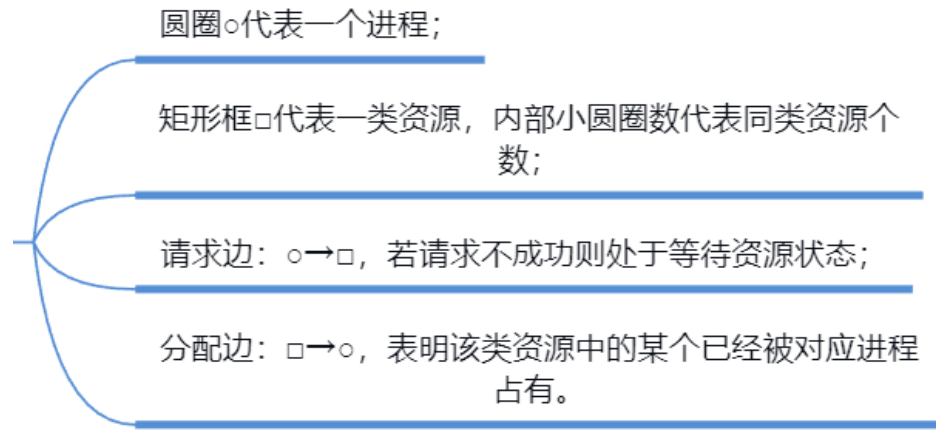 圆圈○代表一个进程；
矩形框□代表一类资源，内部小圆圈数代表同类资源个
数；
请求边：○→□，若请求不成功则处于等待资源状态；
分配边：□→○，表明该类资源中的某个已经被对应进程
占有。